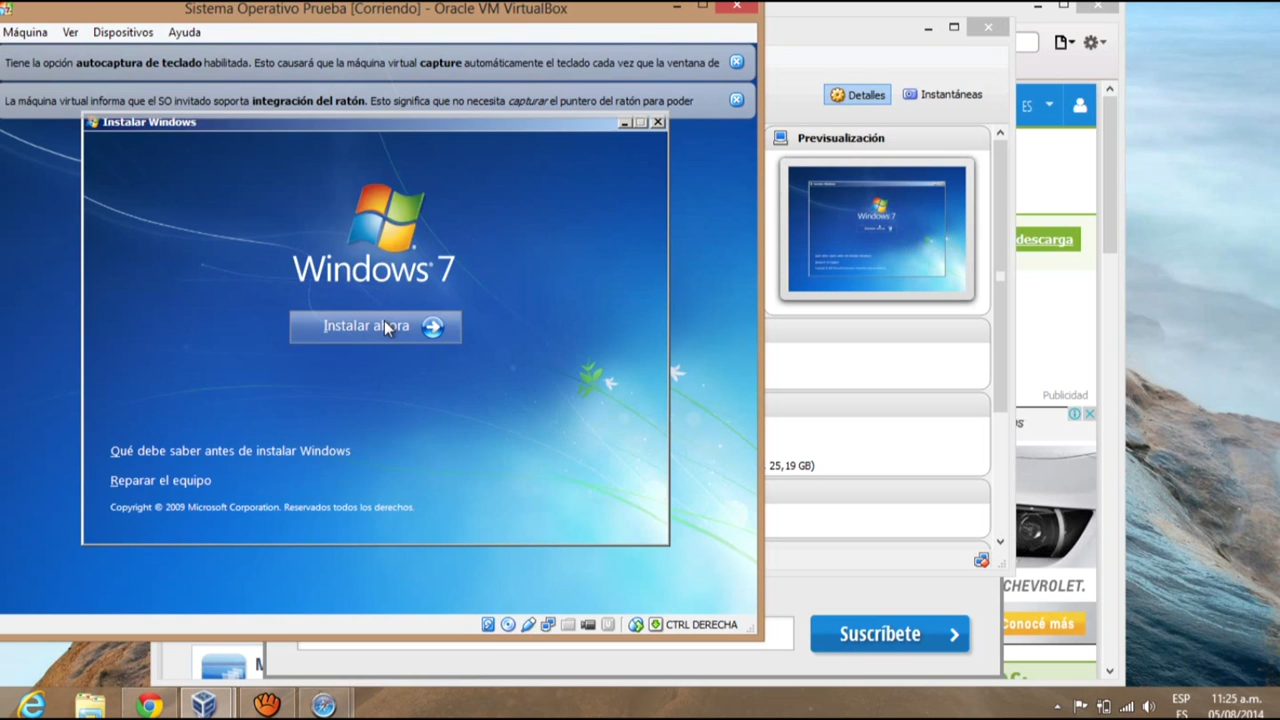 Sistema Operativo Prueba [Corriendo] - Oracle VM VirtualBox
Máquina Ver Dispositivos Ayuda
Tiene la opción autocaptura de teclado habilitada. Esto causará que la máquina virtual capture automáticamente el teclado cada vez que la ventana de
La máquina virtual informa que el SO invitado soporta integración del ratón. Esto significa que no necesita capturar el puntero del ratón para poder
Instalar Windows
Windows 7
Instalar ahora
Qué debe saber antes de instalar Windows
Reparar el equipo
Copyright © 2009 Microsoft Corporation. Reservados todos los derechos.
CTRL DERECHA
Detalles Instantáneas
Previsualización
Windows 7
25,19 GB)
ES
descarga
Publicidad
CHEVROLET.
Conocé más
Suscríbete
ESP
ES
11:25 a.m.
05/08/2014